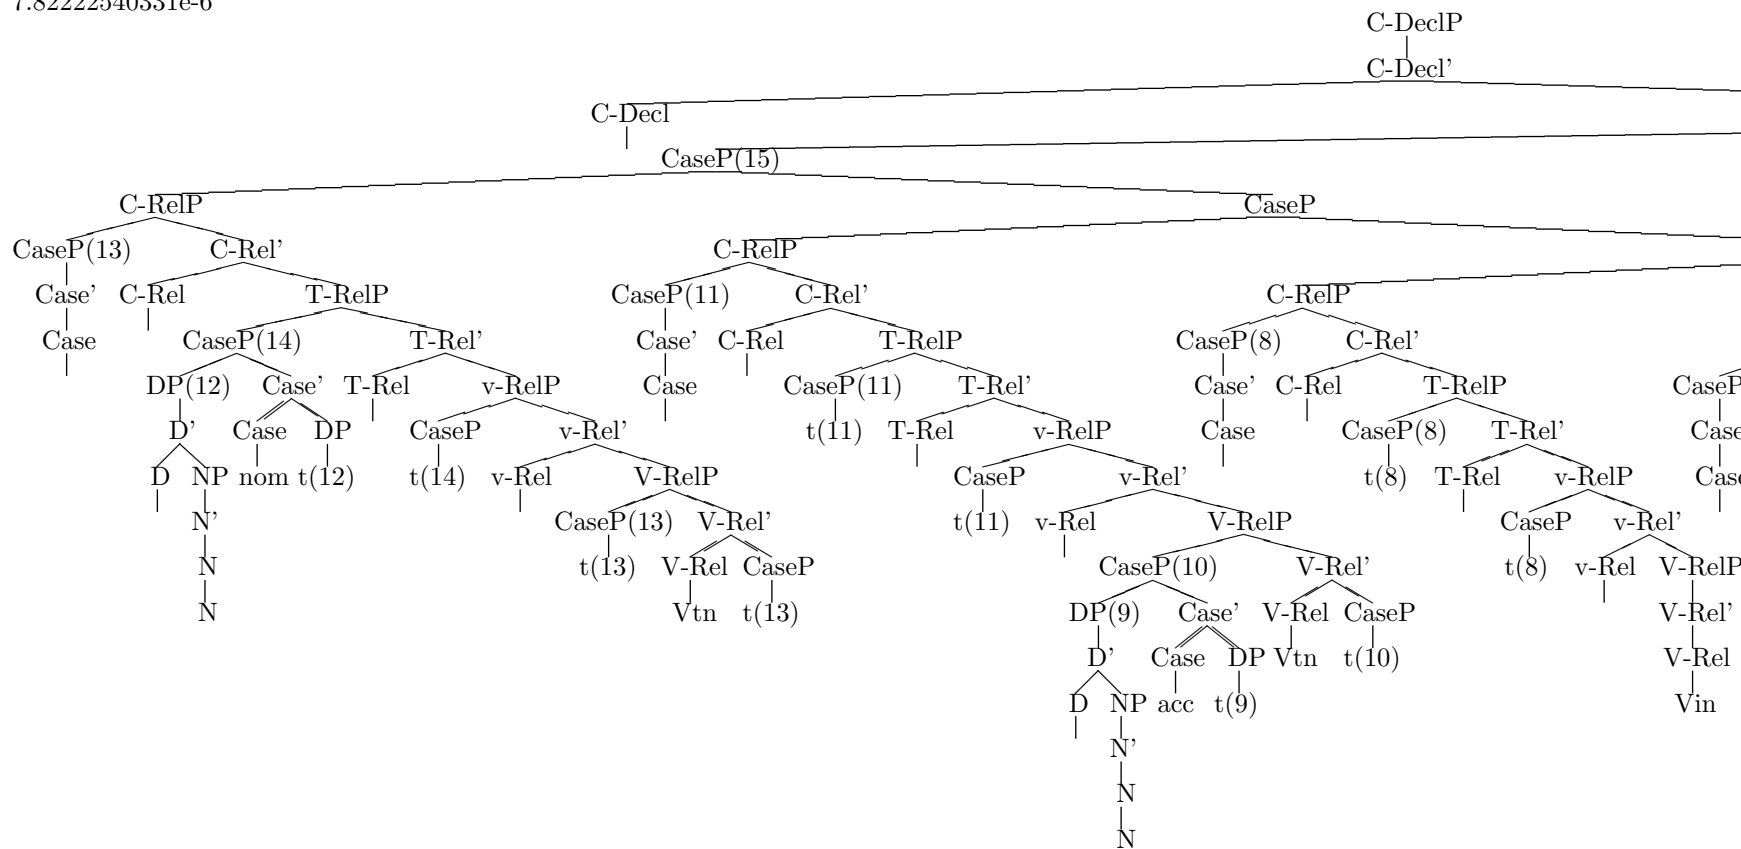 7.82222540331e-6
C-DeclP
C-Decl’
C-Decl
CaseP(15)
C-RelP CaseP
CaseP(13) C-Rel’ C-RelP
Case’ C-Rel T-RelP CaseP(11) C-Rel’ C-RelP
Case CaseP(14) T-Rel’ Case’ C-Rel T-RelP CaseP(8) C-Rel’
DP(12) Case’ T-Rel v-RelP Case CaseP(11) T-Rel’ Case’ C-Rel T-RelP CaseP
D’ Case DP CaseP v-Rel’ t(11) T-Rel v-RelP Case CaseP(8) T-Rel’ Case
D NP nom t(12) t(14) v-Rel V-RelP CaseP v-Rel’ t(8) T-Rel v-RelP Case
N’ CaseP(13) V-Rel’ t(11) v-Rel V-RelP CaseP v-Rel’
N t(13) V-Rel CaseP CaseP(10) V-Rel’ t(8) v-Rel V-RelP
N Vtn t(13) DP(9) Case’ V-Rel CaseP V-Rel’
D’ Case DP Vtn t(10) V-Rel
D NP acc t(9) Vin
N’
N
N